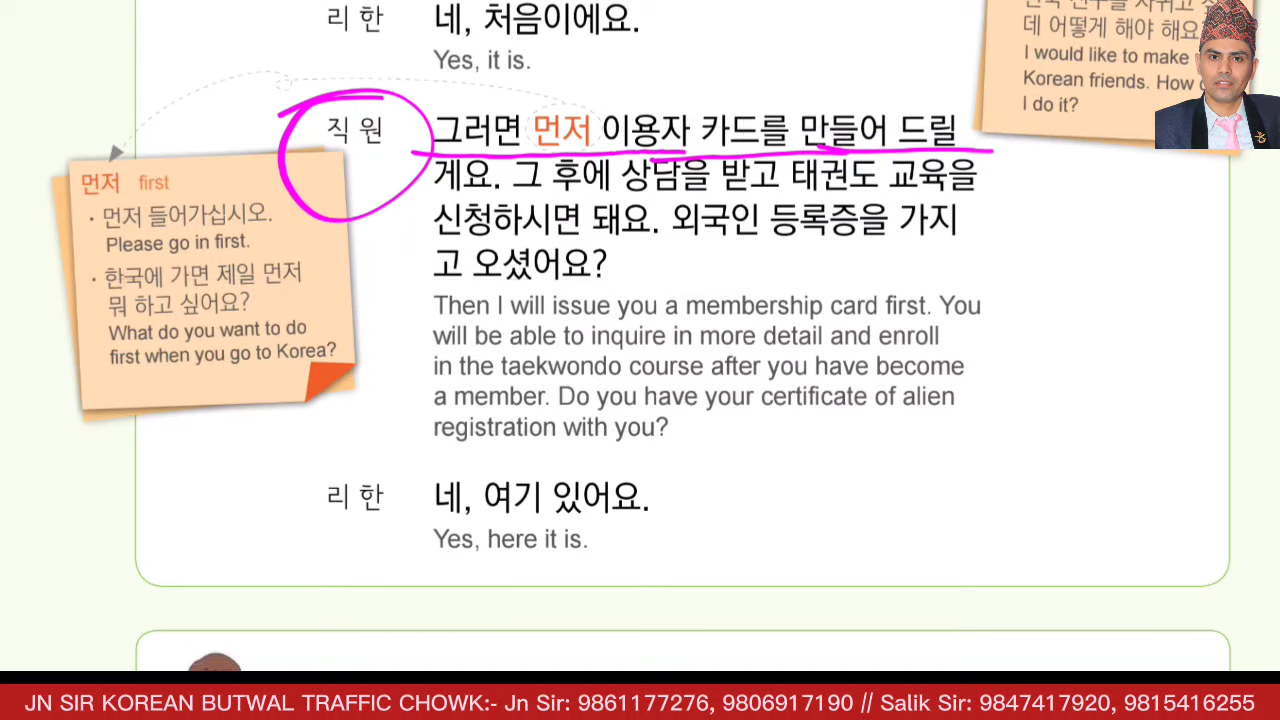 리 한 네, 처음이에요.
Yes, it is.
데 어떻게 해야 해요
I would like to make
Korean friends. How
I do it?
직 원 그러면 먼저 이용자 카드를 만들어 드릴
게요. 그 후에 상담을 받고 태권도 교육을
신청하시면 돼요. 외국인 등록증을 가지
고 오셨어요?
Then I will issue you a membership card first. You
will be able to inquire in more detail and enroll
in the taekwondo course after you have become
a member. Do you have your certificate of alien
registration with you?
먼저 first
· 먼저 들어가십시오.
Please go in first.
· 한국에 가면 제일 먼저
뭐 하고 싶어요?
What do you want to do
first when you go to Korea?
리 한 네, 여기 있어요.
Yes, here it is.
JN SIR KOREAN BUTWAL TRAFFIC CHOWK:- Jn Sir: 9861177276, 9806917190 // Salik Sir: 9847417920, 9815416255